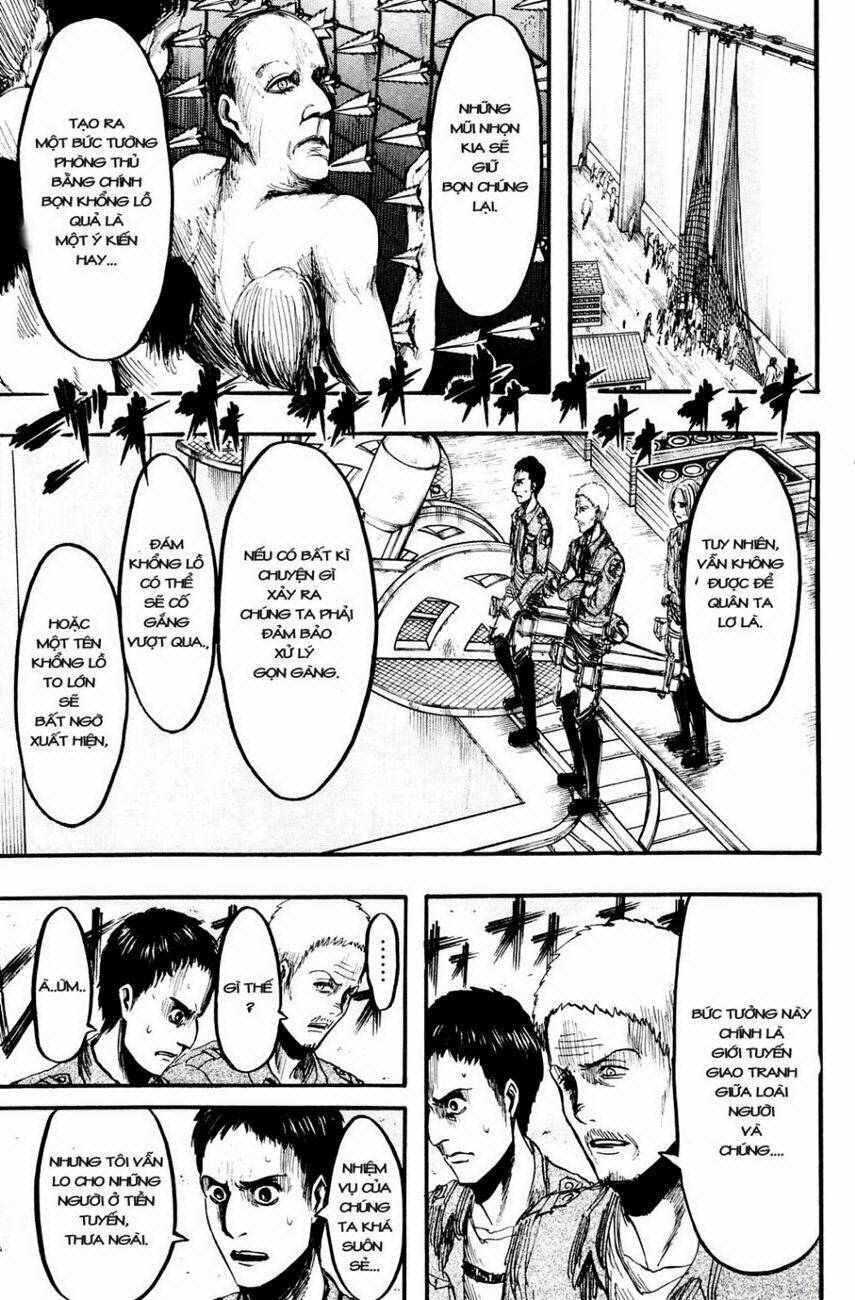 NHỮNG
MŨI NHỌN
KIA SẼ
GIỮ
BỌN CHÚNG
LẠI.
TẠO RA
MỘT BỨC TƯỜNG
PHÒNG THỦ
BẰNG CHÍNH
BỌN KHỔNG LỒ
QUẢ LÀ
MỘT Ý KIẾN
HAY...
TUY NHIÊN,
VẪN KHÔNG
ĐƯỢC ĐỂ
QUÂN TA
LƠ LÀ.
NẾU CÓ BẤT KÌ
CHUYỆN GÌ
XẢY RA
CHÚNG TA PHẢI
ĐẢM BẢO
XỬ LÝ
GỌN GÀNG.
ĐÁM
KHỔNG LỒ
CÓ THỂ
SẼ CỐ
GẮNG
VƯỢT QUA.,
HOẶC
MỘT TÊN
KHỔNG LỒ
TO LỚN
SẼ
BẤT NGỜ
XUẤT HIỆN,
BỨC TƯỞNG NÀY
CHÍNH LÀ
GIỚI TUYẾN
GIAO TRANH
GIỮA LOÀI
NGƯỜI
VÀ
CHÚNG....
.....
GÌ THẾ
?
À..ỪM..
NHIỆM
VỤ CỦA
CHÚNG
TA KHÁ
SUÔN
SẺ...
NHƯNG TÔI VẪN
LO CHO NHỮNG
NGƯỜI Ở TIỀN
TUYẾN,
THƯA NGÀI.